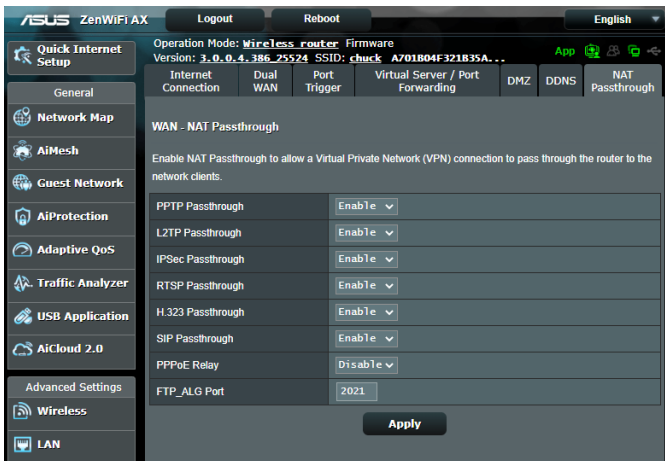 ASUS ZenWiFi AX Logout Reboot English
Quick Internet Setup
Operation Mode: Wireless router Firmware
Version: 3.0.0.4.386_25524 SSID: chuck A701B04F321B35A...
App
Internet Connection Dual WAN Port Trigger Virtual Server / Port Forwarding DMZ DDNS NAT Passthrough
General
Network Map
AiMesh
Guest Network
AiProtection
Adaptive QoS
Traffic Analyzer
USB Application
AiCloud 2.0
Advanced Settings
Wireless
LAN
WAN - NAT Passthrough
Enable NAT Passthrough to allow a Virtual Private Network (VPN) connection to pass through the router to the
network clients.
PPTP Passthrough Enable
L2TP Passthrough Enable
IPSec Passthrough Enable
RTSP Passthrough Enable
H.323 Passthrough Enable
SIP Passthrough Enable
PPPoE Relay Disable
FTP_ALG Port 2021
Apply